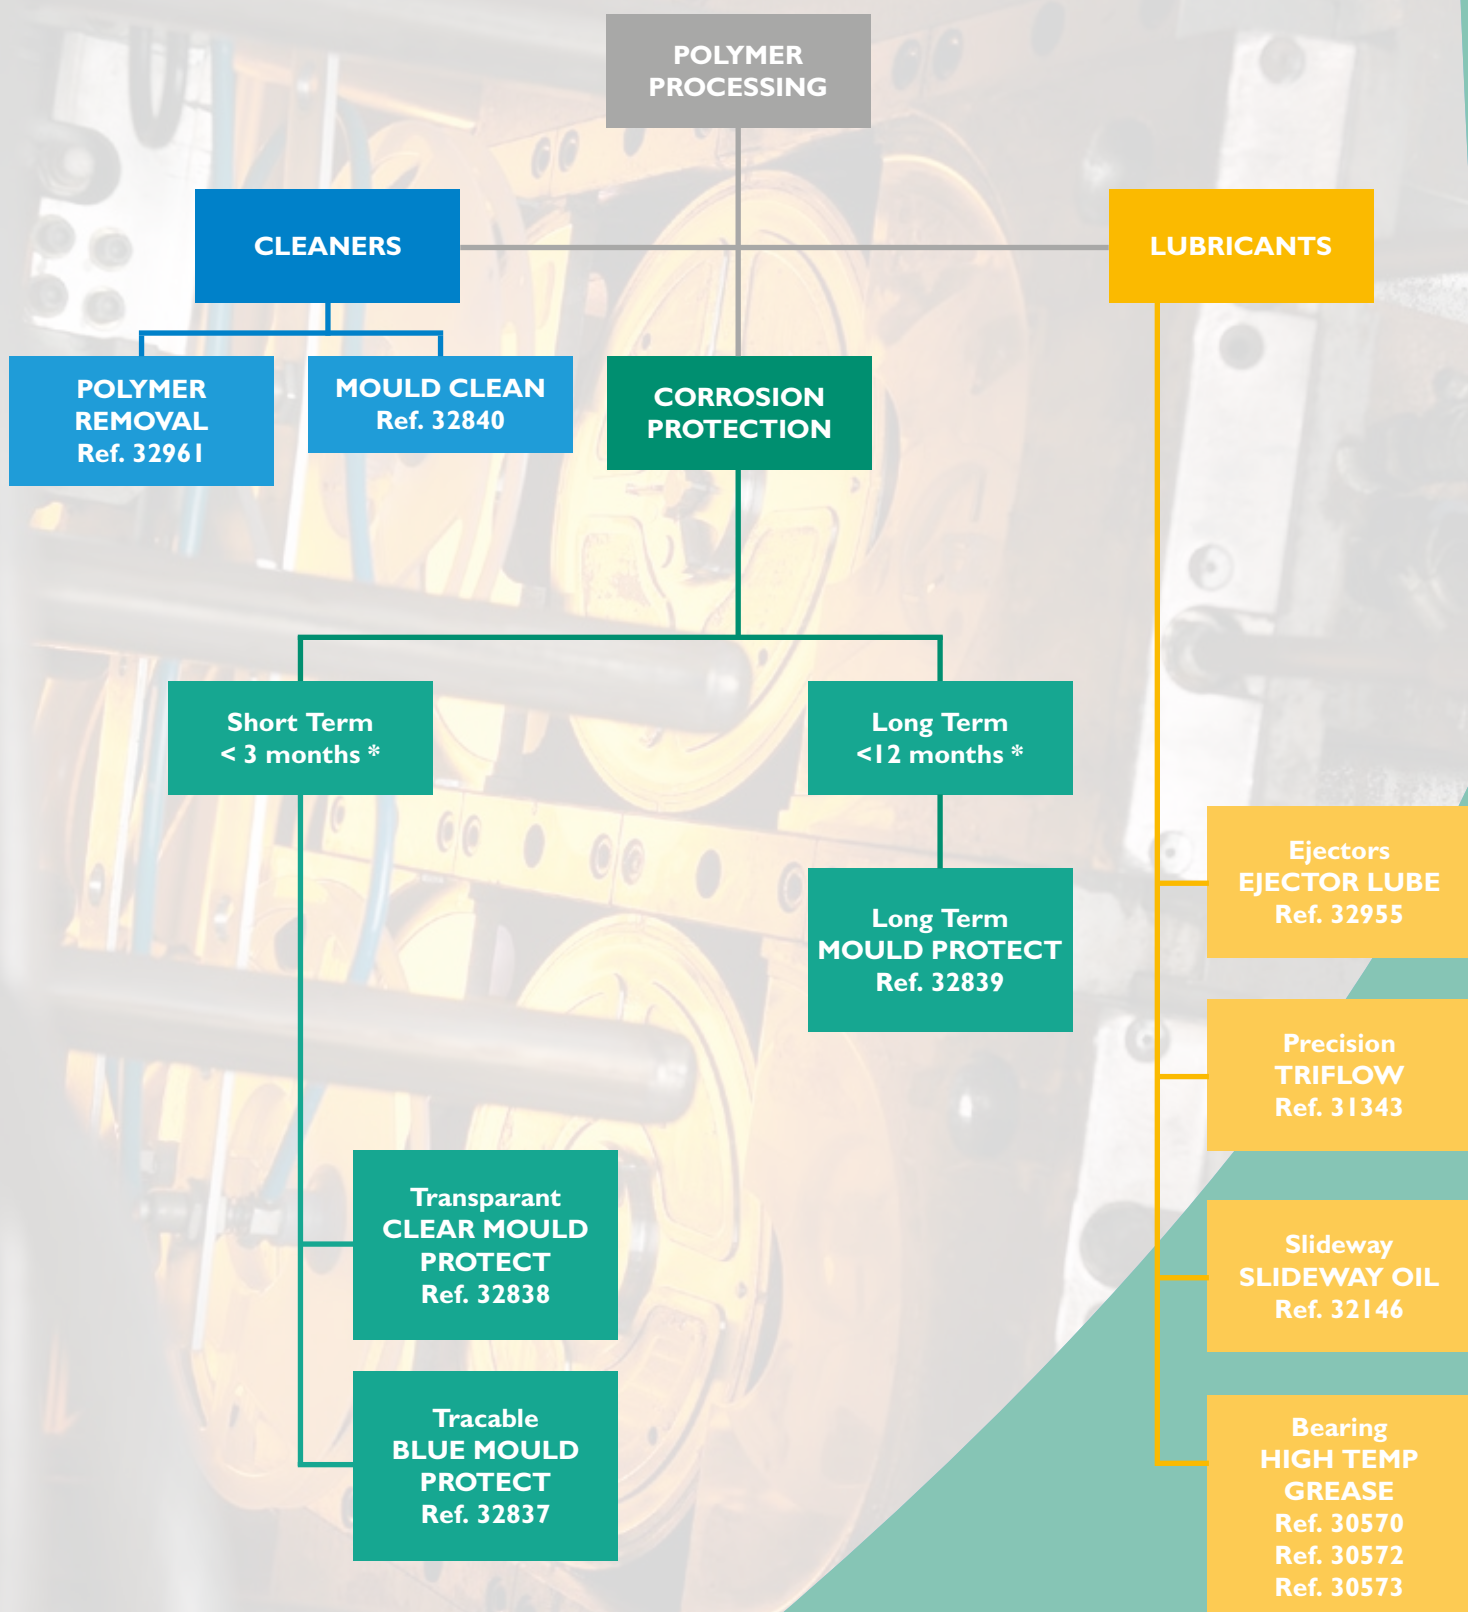 POLYMER
PROCESSING
CLEANERS
LUBRICANTS
POLYMER
REMOVAL
Ref. 32961
MOULD CLEAN
Ref. 32840
CORROSION
PROTECTION
Short Term
< 3 months *
Long Term
<12 months *
Long Term
MOULD PROTECT
Ref. 32839
Transparant
CLEAR MOULD
PROTECT
Ref. 32838
Tracable
BLUE MOULD
PROTECT
Ref. 32837
Ejectors
EJECTOR LUBE
Ref. 32955
Precision
TRIFLOW
Ref. 31343
Slideway
SLIDEWAY OIL
Ref. 32146
Bearing
HIGH TEMP
GREASE
Ref. 30570
Ref. 30572
Ref. 30573